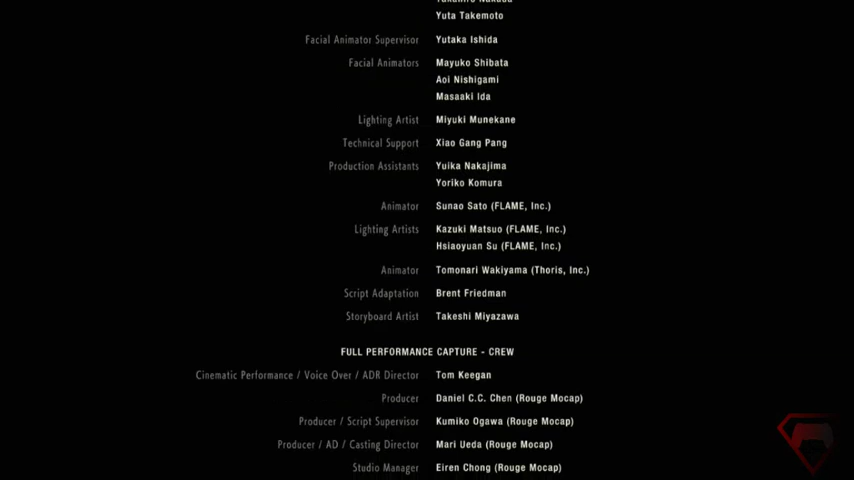 Yuta Takemoto
Facial Animator Supervisor Yutaka Ishida
Facial Animators Mayuko Shibata
Aoi Nishigami
Masaaki Ida
Lighting Artist Miyuki Munekane
Technical Support Xiao Gang Pang
Production Assistants Yuika Nakajima
Yoriko Komura
Animator Sunao Sato (FLAME, Inc.)
Lighting Artists Kazuki Matsuo (FLAME, Inc.)
Hsiaoyuan Su (FLAME, Inc.)
Animator Tomonari Wakiyama (Thoris, Inc.)
Script Adaptation Brent Friedman
Storyboard Artist Takeshi Miyazawa
FULL PERFORMANCE CAPTURE - CREW
Cinematic Performance / Voice Over / ADR Director Tom Keegan
Producer Daniel C.C. Chen (Rouge Mocap)
Producer / Script Supervisor Kumiko Ogawa (Rouge Mocap)
Producer / AD / Casting Director Mari Ueda (Rouge Mocap)
Studio Manager Eiren Chong (Rouge Mocap)